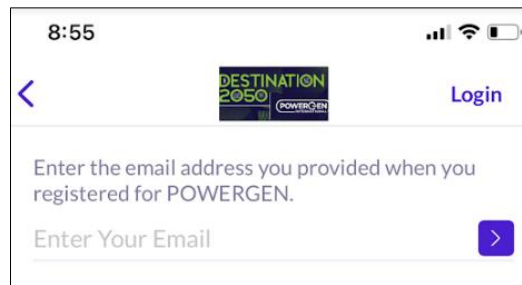 8:55
DESTINATION
2050
POWERGEN
INTERNATIONAL
Login
Enter the email address you provided when you
registered for POWERGEN.
Enter Your Email